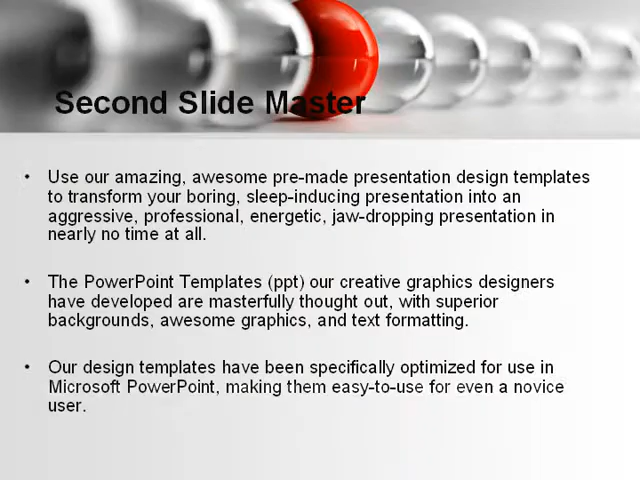 Second Slide Master
• Use our amazing, awesome pre-made presentation design templates
to transform your boring, sleep-inducing presentation into an
aggressive, professional, energetic, jaw-dropping presentation in
nearly no time at all.
• The PowerPoint Templates (ppt) our creative graphics designers
have developed are masterfully thought out, with superior
backgrounds, awesome graphics, and text formatting.
• Our design templates have been specifically optimized for use in
Microsoft PowerPoint, making them easy-to-use for even a novice
user.